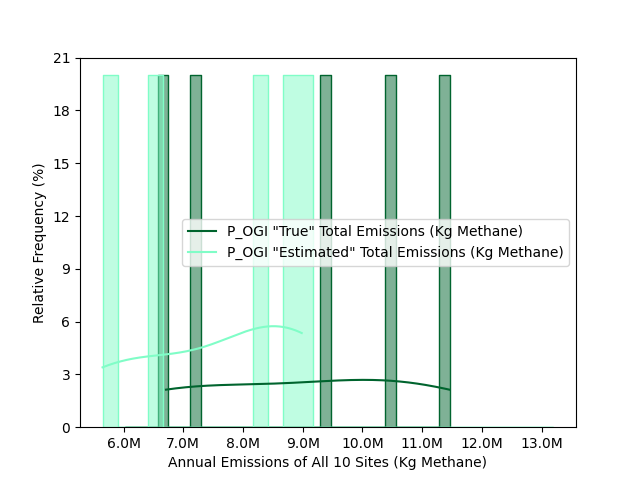 21
18
15
12
9
6
3
0
Relative Frequency (%)
P_OGI "True" Total Emissions (Kg Methane)
P_OGI "Estimated" Total Emissions (Kg Methane)
6.0M 7.0M 8.0M 9.0M 10.0M 11.0M 12.0M 13.0M
Annual Emissions of All 10 Sites (Kg Methane)